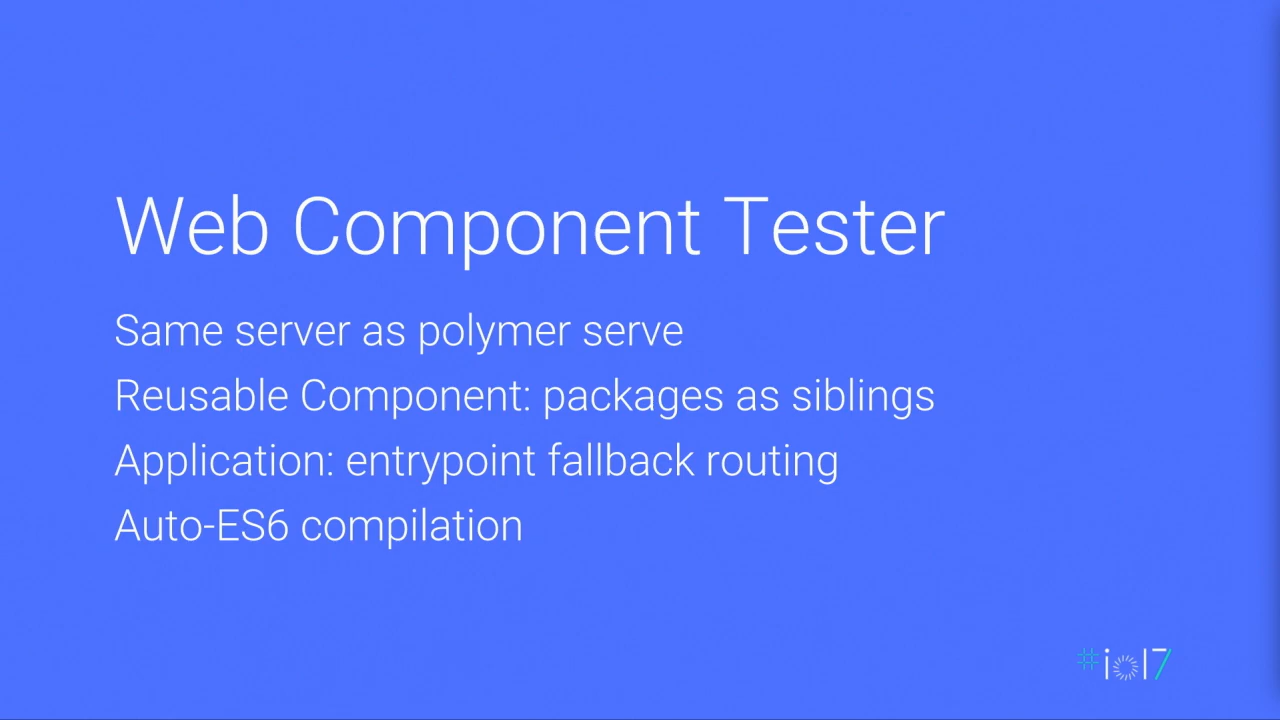 Web Component Tester
Same server as polymer serve
Reusable Component: packages as siblings
Application: entrypoint fallback routing
Auto-ES6 compilation
#io17